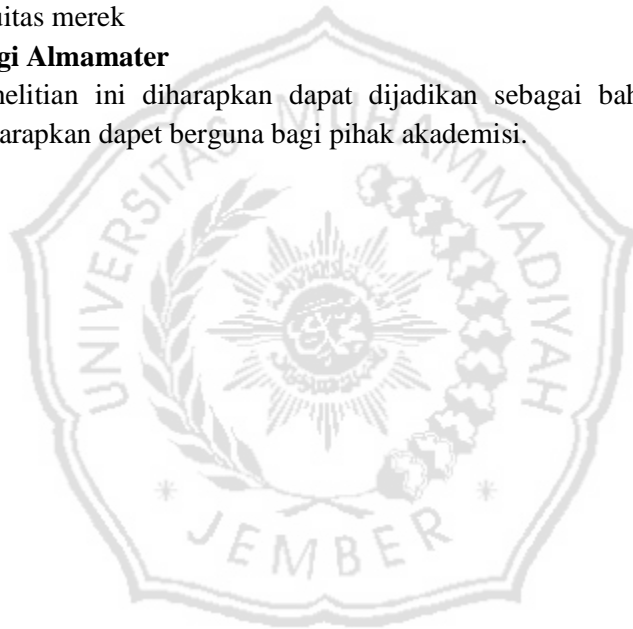 uitas merek
gi Almamater
nelitian ini diharapkan dapat dijadikan sebagai bah
arapkan dapet berguna bagi pihak akademisi.
UNIVERSITAS MUHAMMADIYAH
JEMBER